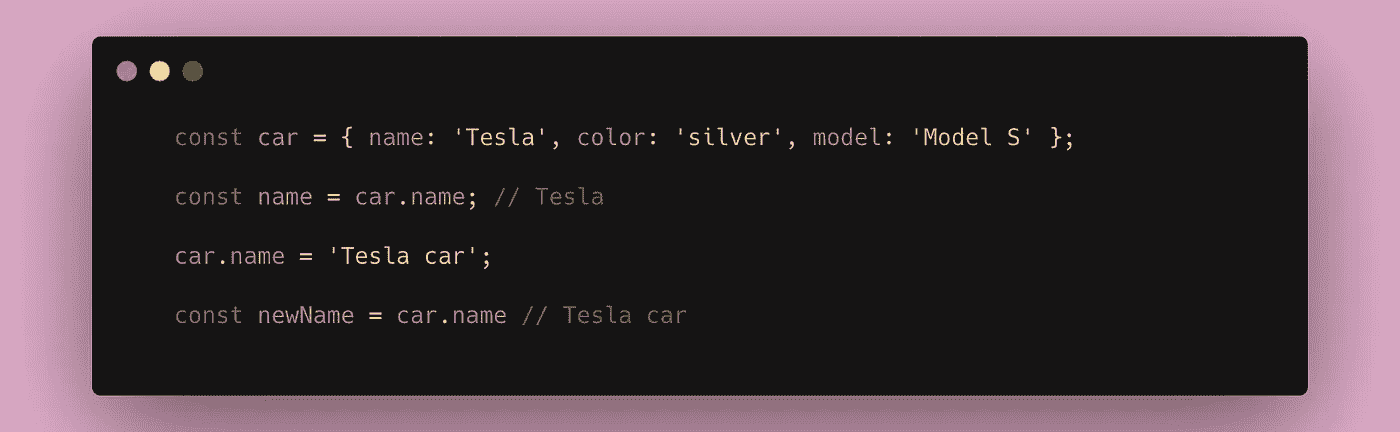 const car = { name: 'Tesla', color: 'silver', model: 'Model S' };
const name = car.name; // Tesla
car.name = 'Tesla car';
const newName = car.name // Tesla car